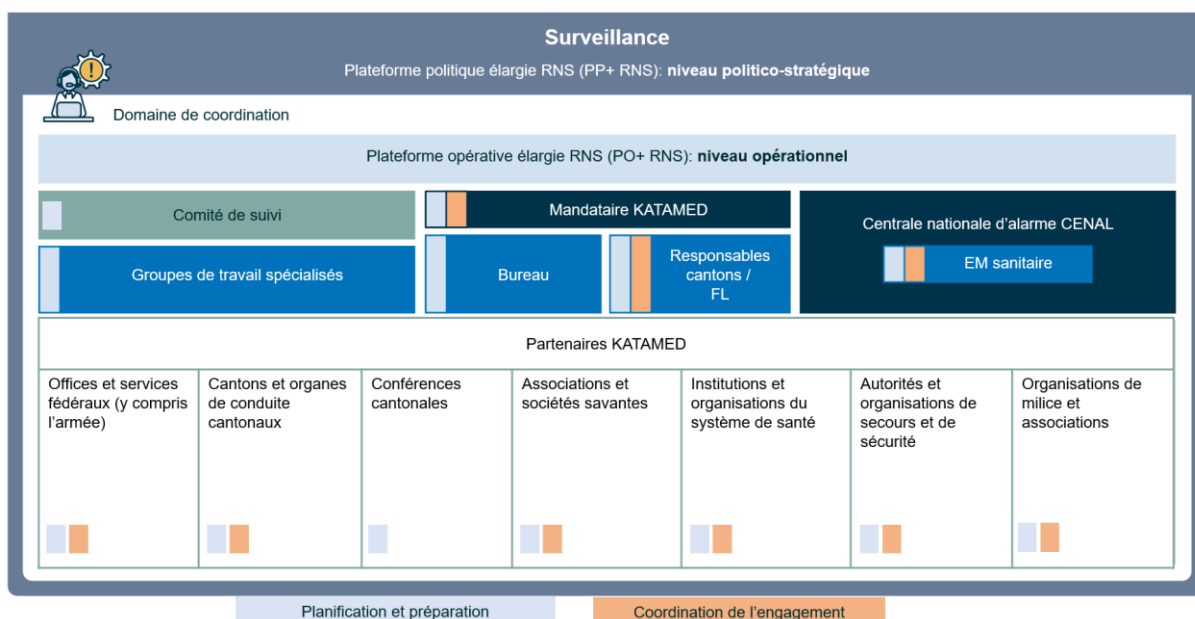 Surveillance
Plateforme politique élargie RNS (PP+ RNS): niveau politico-stratégique
Domaine de coordination
Plateforme opérative élargie RNS (PO+ RNS): niveau opérationnel
Comité de suivi
Mandataire KATAMED
Centrale nationale d'alarme CENAL
Groupes de travail spécialisés
Bureau
Responsables
cantons /
FL
EM sanitaire
Partenaires KATAMED
Offices et services
fédéraux (y compris
l'armée)
Cantons et organes
de conduite
cantonaux
Conférences
cantonales
Associations et
sociétés savantes
Institutions et
organisations du
système de santé
Autorités et
organisations de
secours et de
sécurité
Organisations de
milice et
associations
Planification et préparation
Coordination de l'engagement